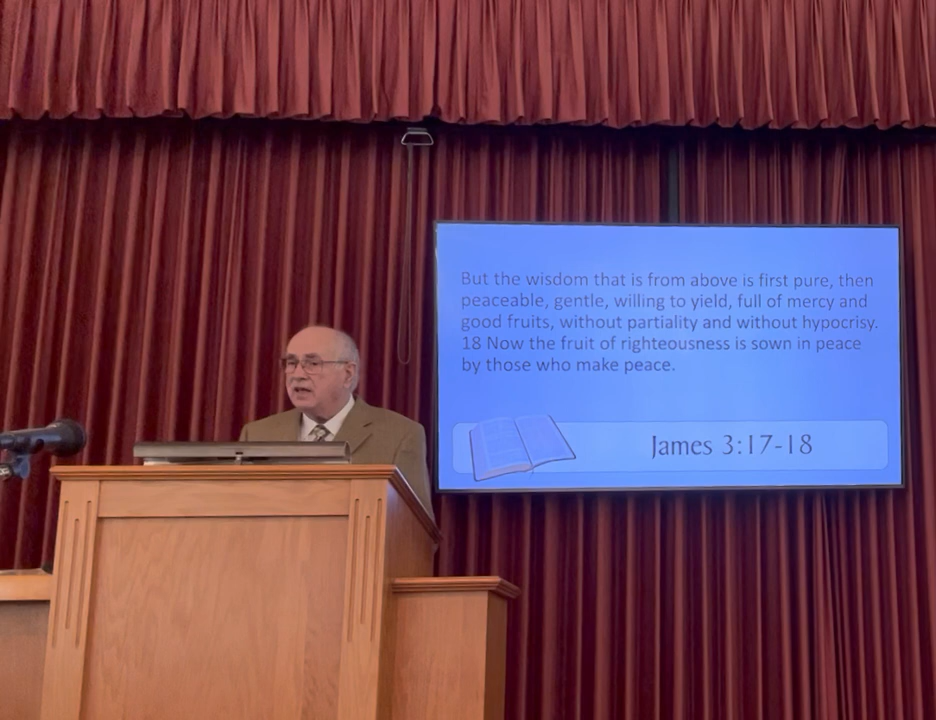 But the wisdom that is from above is first pure, then
peaceable, gentle, willing to yield, full of mercy and
good fruits, without partiality and without hypocrisy.
18 Now the fruit of righteousness is sown in peace
by those who make peace.
James 3:17-18